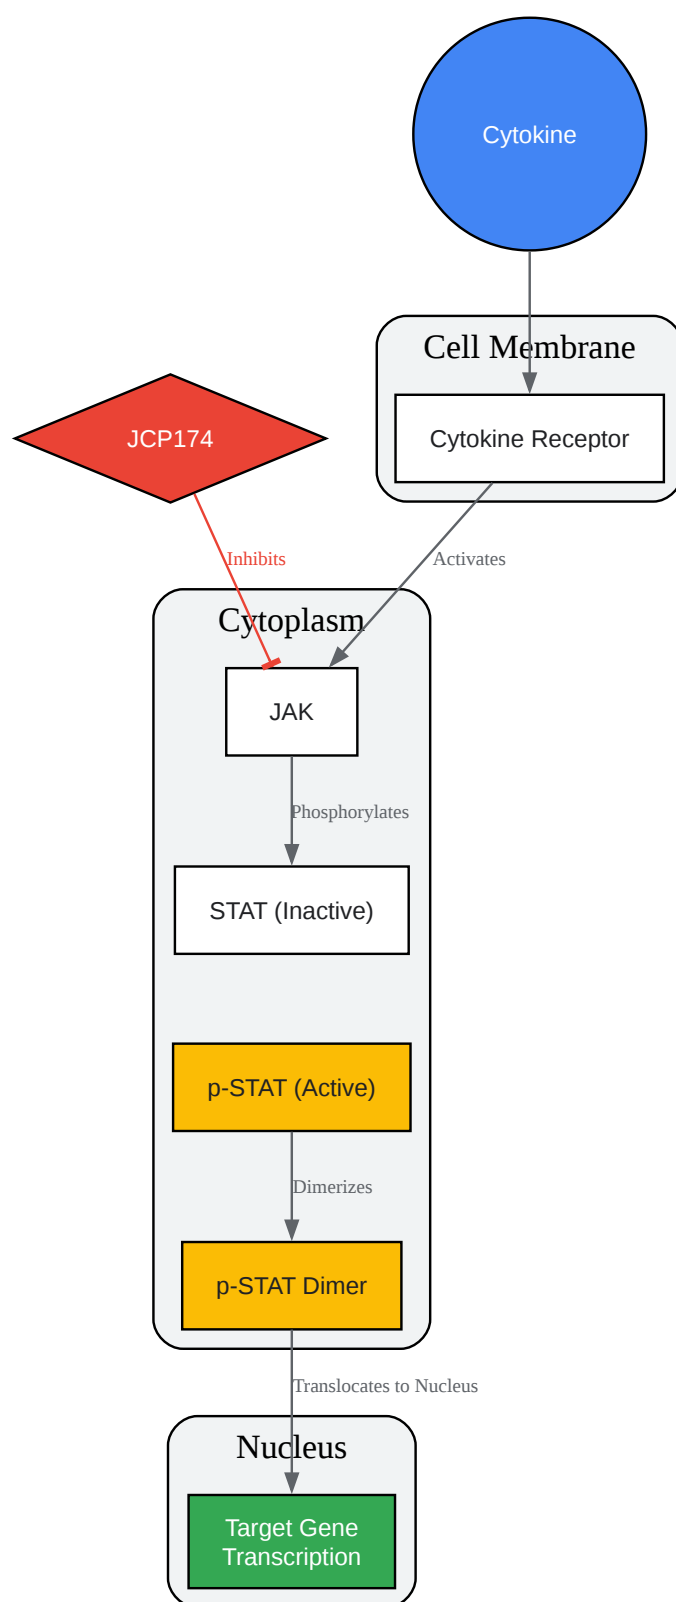 Cytokine
Cell Membrane
Cytokine Receptor
JCP174
Inhibits
Activates
Cytoplasm
JAK
Phosphorylates
STAT (Inactive)
p-STAT (Active)
Dimerizes
p-STAT Dimer
Translocates to Nucleus
Nucleus
Target Gene
Transcription